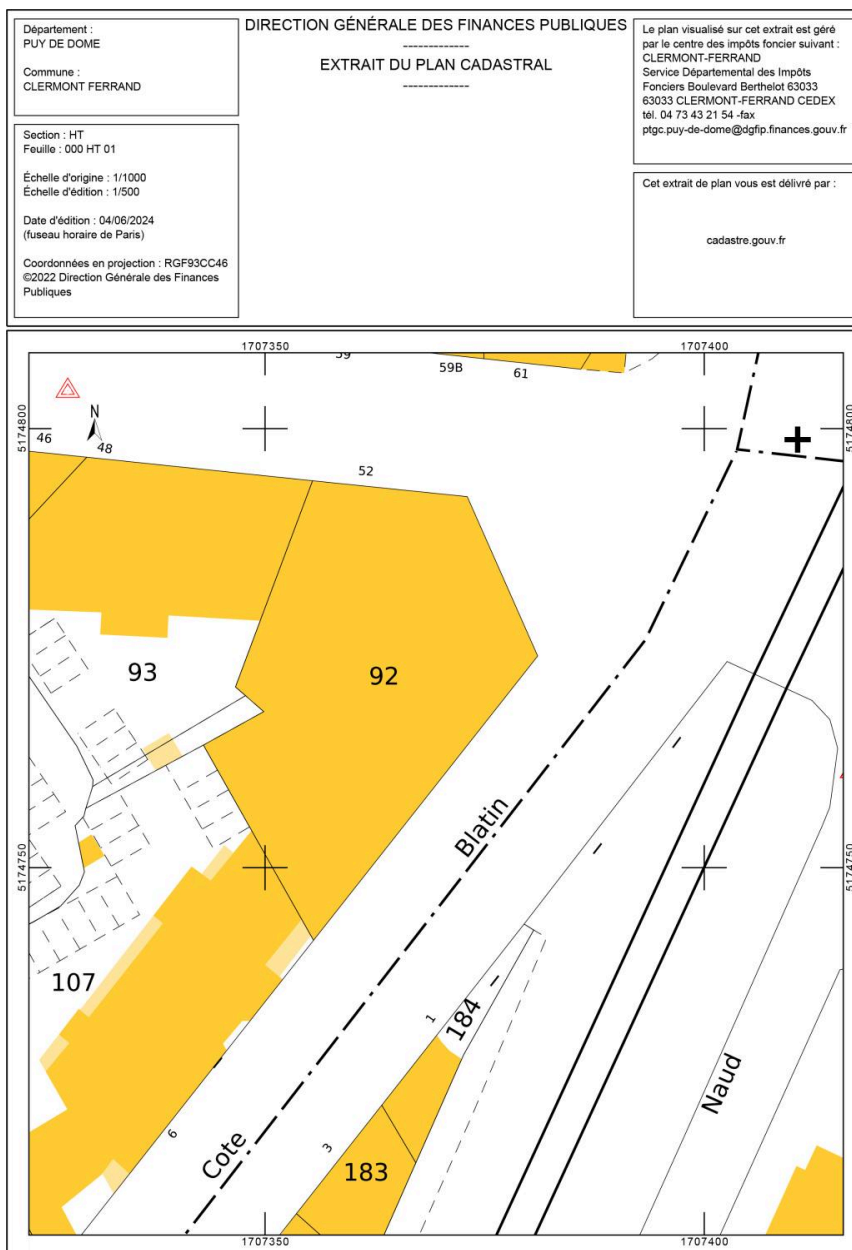 Département :
PUY DE DOME
Commune :
CLERMONT FERRAND
Section : HT
Feuille : 000 HT 01
Échelle d'origine : 1/1000
Échelle d'édition : 1/500
Date d'édition : 04/06/2024
(fuseau horaire de Paris)
Coordonnées en projection : RGF93CC46
©2022 Direction Générale des Finances
Publiques
DIRECTION GÉNÉRALE DES FINANCES PUBLIQUES
-------------
EXTRAIT DU PLAN CADASTRAL
-------------
Le plan visualisé sur cet extrait est géré
par le centre des impôts foncier suivant :
CLERMONT-FERRAND
Service Départemental des Impôts
Fonciers Boulevard Berthelot 63033
63033 CLERMONT-FERRAND CEDEX
tél. 04 73 43 21 54 -fax
ptgc.puy-de-dome@dgfip.finances.gouv.fr
Cet extrait de plan vous est délivré par :
cadastre.gouv.fr
1707350
1707400
59
59B
61
5174800
5174800
N
46
48
52
93
92
Blatin
5174750
5174750
107
184
1
Naud
Cote
6
3
183
1707350
1707400